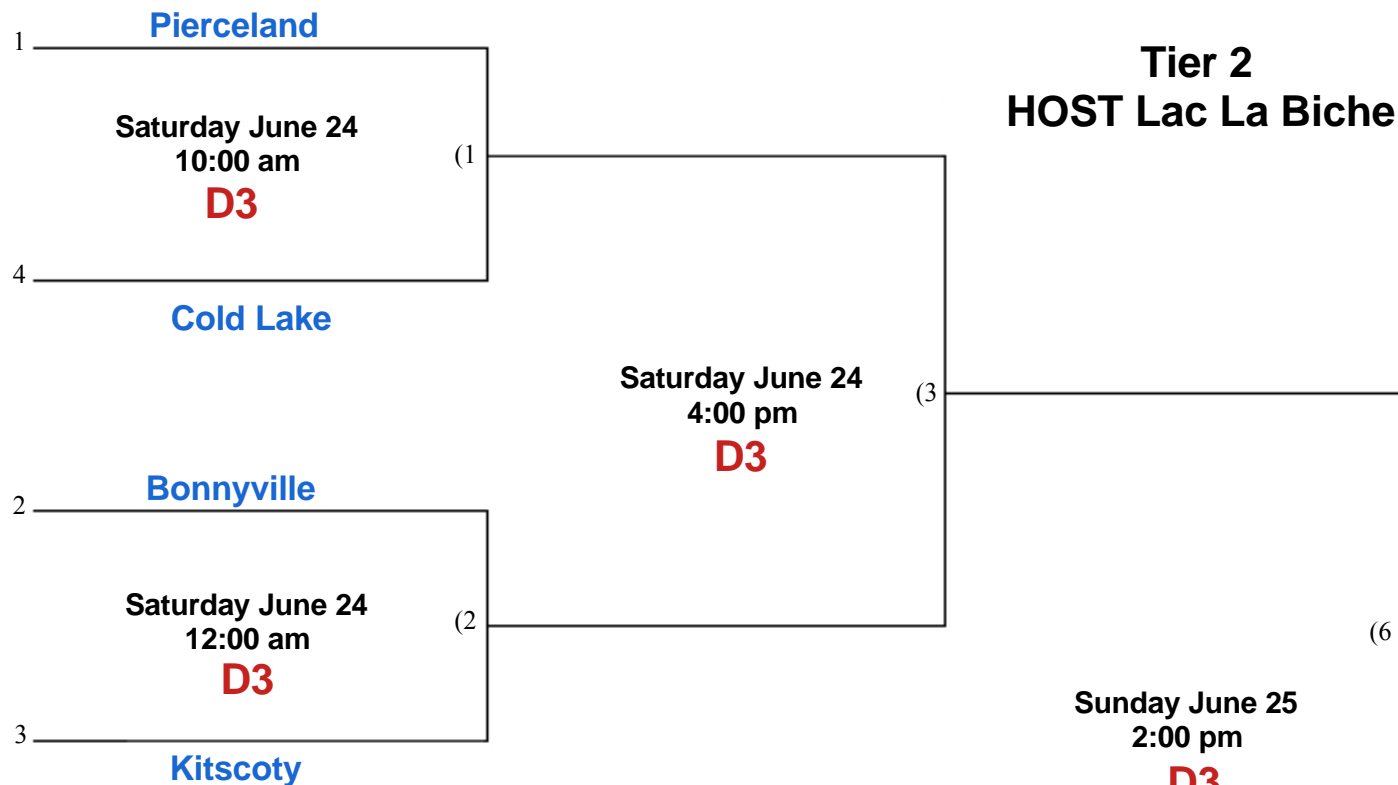 Pierceland
1
Tier 2
HOST Lac La Biche
Saturday June 24
10:00 am
D3
(1
4
Cold Lake
Saturday June 24
4:00 pm
D3
(3
Bonnyville
2
Saturday June 24
12:00 am
D3
(2
(6
3
Kitscoty
Sunday June 25
2:00 pm
D3